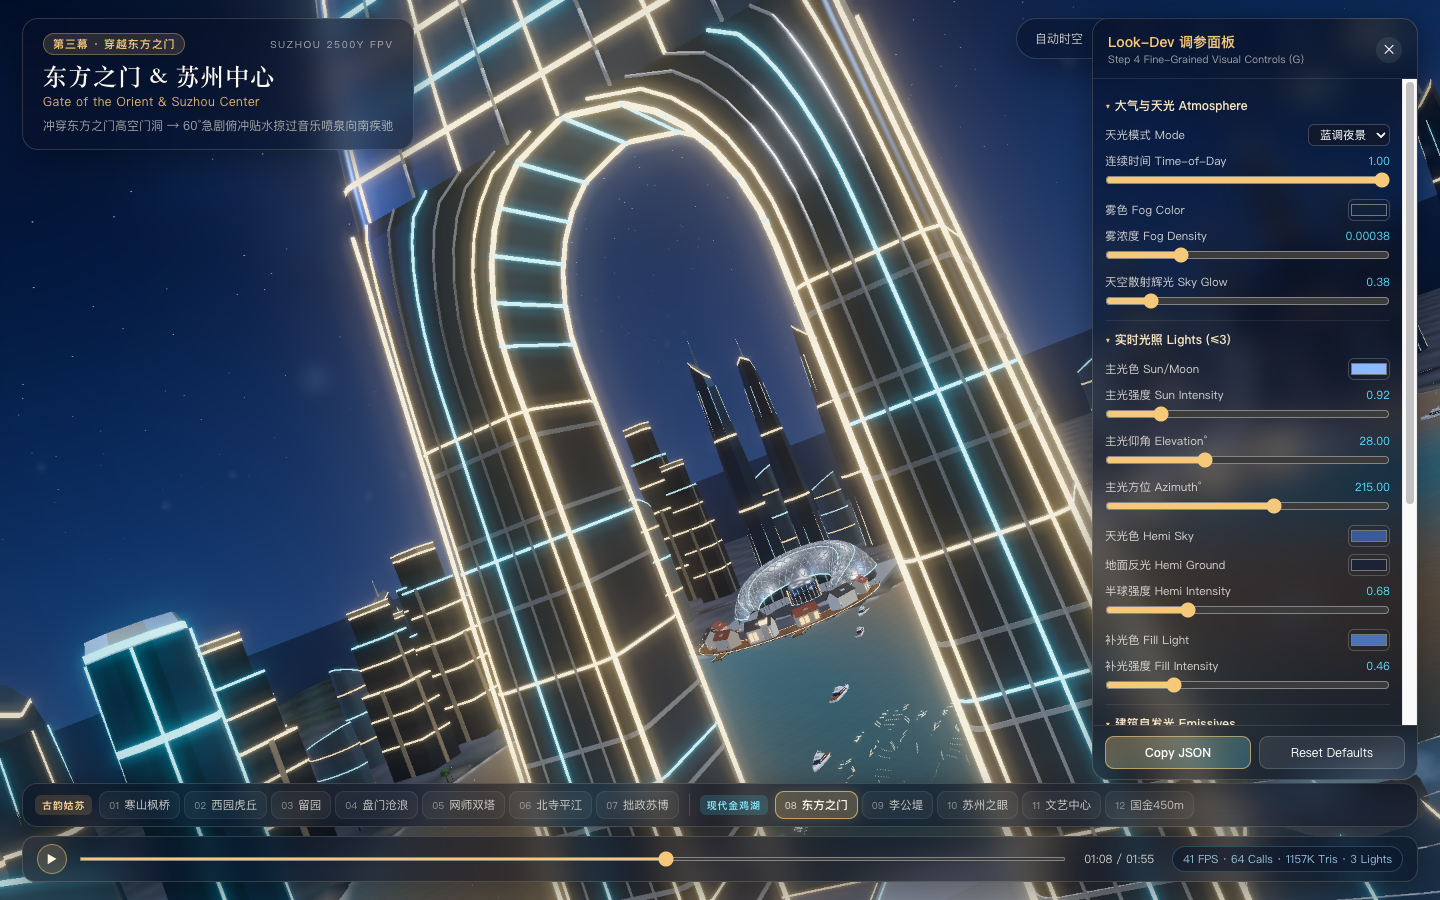 第三幕 · 穿越东方之门
SUZHOU 2500Y FPV
东方之门 & 苏州中心
Gate of the Orient & Suzhou Center
冲穿东方之门高空门洞 → 60°急剧俯冲贴水掠过音乐喷泉向南疾驰
自动时空
Look-Dev 调参面板
Step 4 Fine-Grained Visual Controls (G)
大气与天光 Atmosphere
天光模式 Mode
蓝调夜景
连续时间 Time-of-Day
1.00
雾色 Fog Color
雾浓度 Fog Density
0.00038
天空散射辉光 Sky Glow
0.38
实时光照 Lights (≤3)
主光色 Sun/Moon
主光强度 Sun Intensity
0.92
主光仰角 Elevation°
28.00
主光方位 Azimuth°
215.00
天光色 Hemi Sky
地面反光 Hemi Ground
半球强度 Hemi Intensity
0.68
补光色 Fill Light
补光强度 Fill Intensity
0.46
建筑自发光 Emissives
Copy JSON
Reset Defaults
古韵姑苏
01 寒山枫桥
02 西园虎丘
03 留园
04 盘门沧浪
05 网师双塔
06 北寺平江
07 拙政苏博
现代金鸡湖
08 东方之门
09 李公堤
10 苏州之眼
11 文艺中心
12 国金450m
01:08 / 01:55
41 FPS · 64 Calls · 1157K Tris · 3 Lights